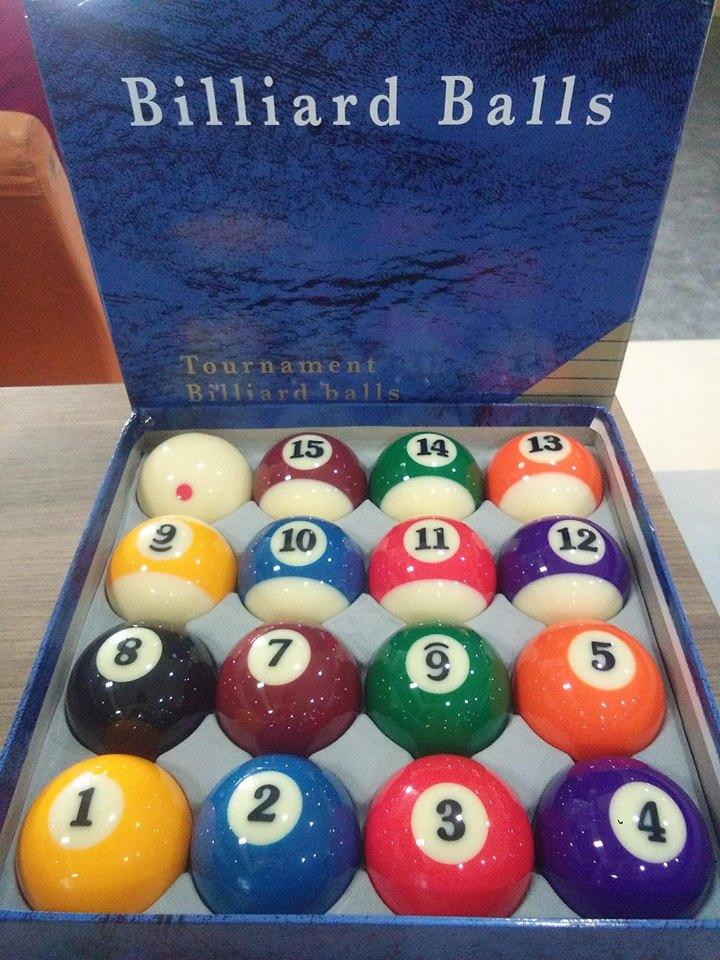 Billiard Balls
Tournament
Billiard balls
15 14 13
9 10 11 12
8 7 6 5
1 2 3 4